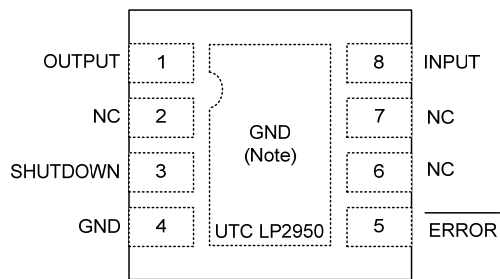 OUTPUT 1 8 INPUT
NC 2 7 NC
GND
(Note)
SHUTDOWN 3 6 NC
GND 4 UTC LP2950 5 ERROR